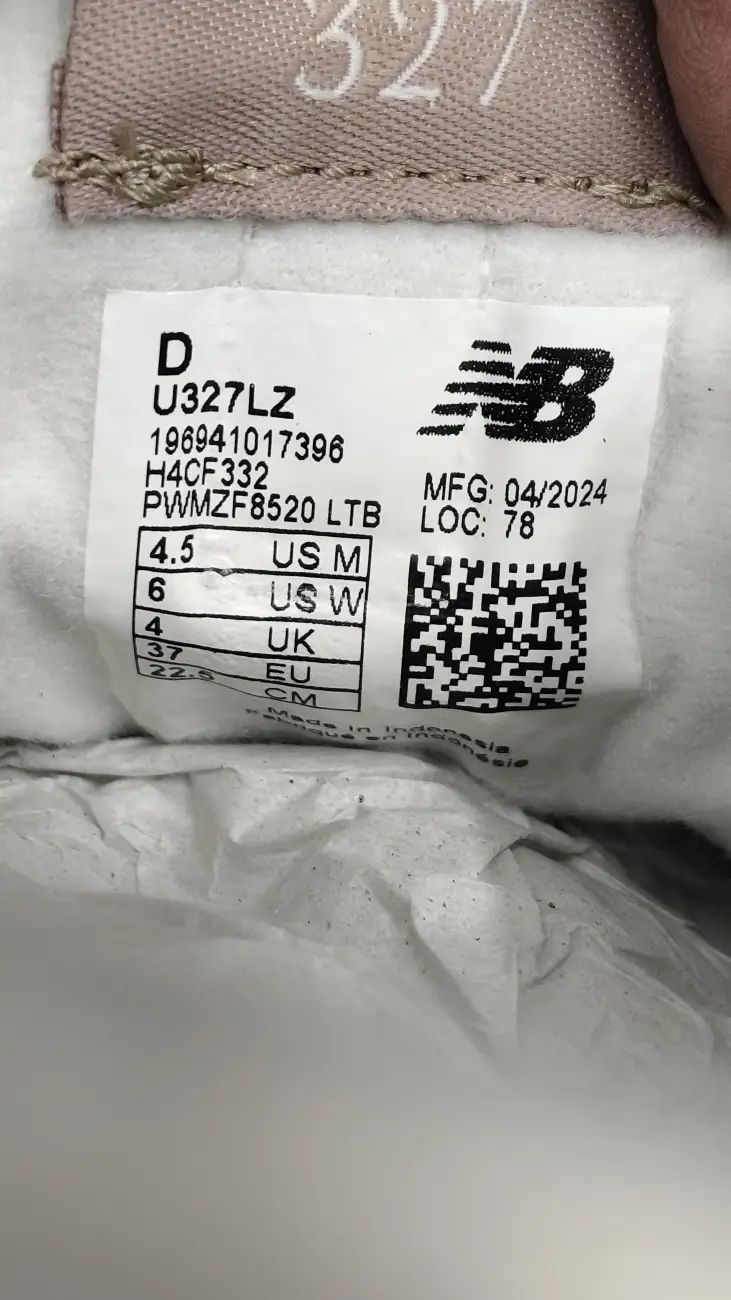 327
D
U327LZ
196941017396
H4CF332
PWMZF8520 LTB
4.5 US M
6 US W
4 UK
37 EU
22.5 CM
NB
MFG: 04/2024
LOC: 78
Made in Indonesia
Fabriqué en Indonésie